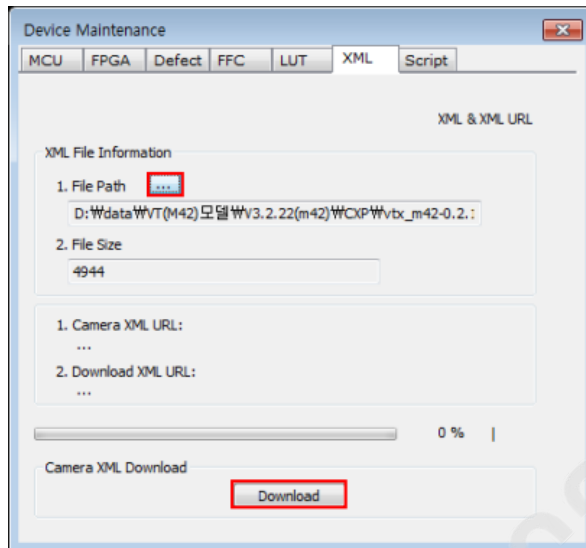 Device Maintenance
MCU FPGA Defect FFC LUT XML Script
XML & XML URL
XML File Information
1. File Path ...
D:₩data₩VT(M42)모델₩V3.2.22(m42)₩CXP₩vtx_m42-0.2.:
2. File Size
4944
1. Camera XML URL:
...
2. Download XML URL:
...
0 % |
Camera XML Download
Download